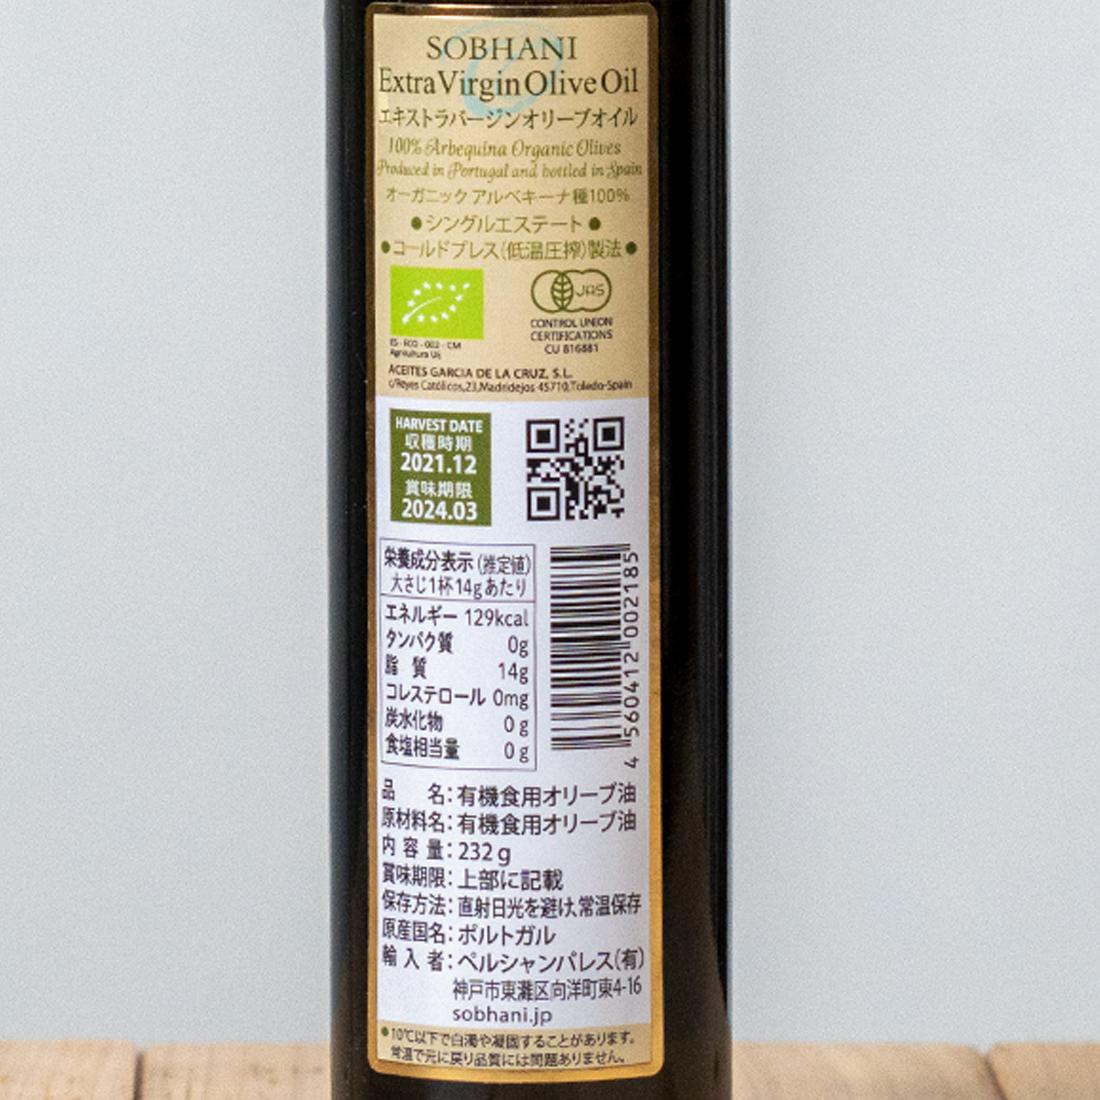 SOBHANI
Extra Virgin Olive Oil
エキストラバージンオリーブオイル
100% Arbequina Organic Olives
Produced in Portugal and bottled in Spain
オーガニック アルベキーナ種100%
●シングルエステート●
●コールドプレス(低温圧搾)製法●
JAS
ES - ECO - 002 - CM
Agricultura UE
CONTROL UNION
CERTIFICATIONS
CU 816881
ACEITES GARCIA DE LA CRUZ, S.L.
c/Reyes Católicos,23,Madridejos 45710,Toledo-Spain
HARVEST DATE
収穫時期
2021.12
賞味期限
2024.03
栄養成分表示(推定値)
大さじ1杯14gあたり
エネルギー 129kcal
タンパク質 0g
脂 質 14g
コレステロール 0mg
炭水化物 0g
食塩相当量 0g
4 560412 002185
品 名:有機食用オリーブ油
原材料名:有機食用オリーブ油
内 容 量:232g
賞味期限:上部に記載
保存方法:直射日光を避け、常温保存
原産国名:ポルトガル
輸 入 者:ペルシャンパレス(有)
神戸市東灘区向洋町東4-16
sobhani.jp
●10℃以下で白濁や凝固することがあります。
常温で元に戻り品質には問題ありません。